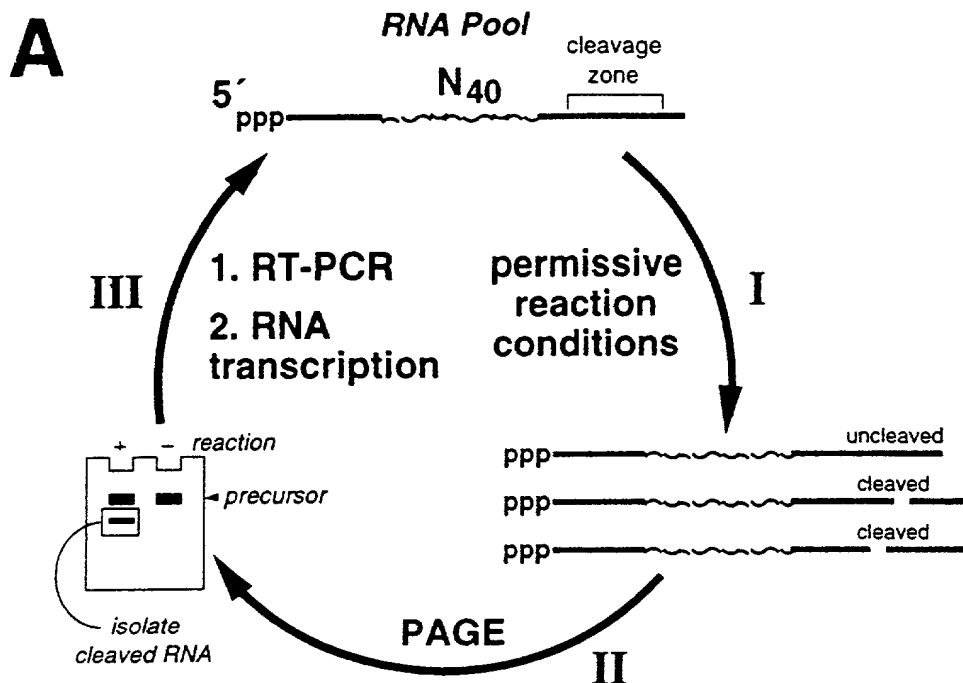 A
RNA Pool
cleavage
zone
5´
N40
ppp
III
1. RT-PCR
2. RNA
transcription
permissive
reaction
conditions
I
+ − reaction
precursor
isolate
cleaved RNA
ppp
uncleaved
ppp
cleaved
ppp
cleaved
PAGE
II